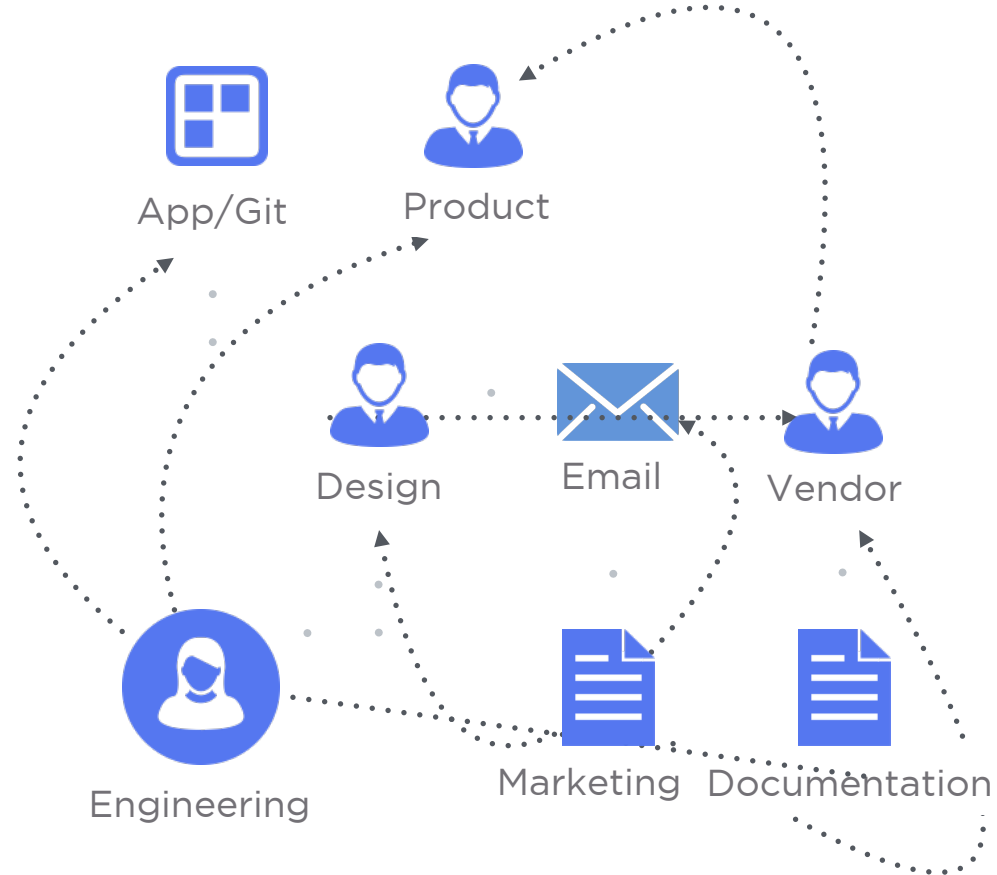 App/Git
Product
Design
Email
Vendor
Engineering
Marketing
Documentation